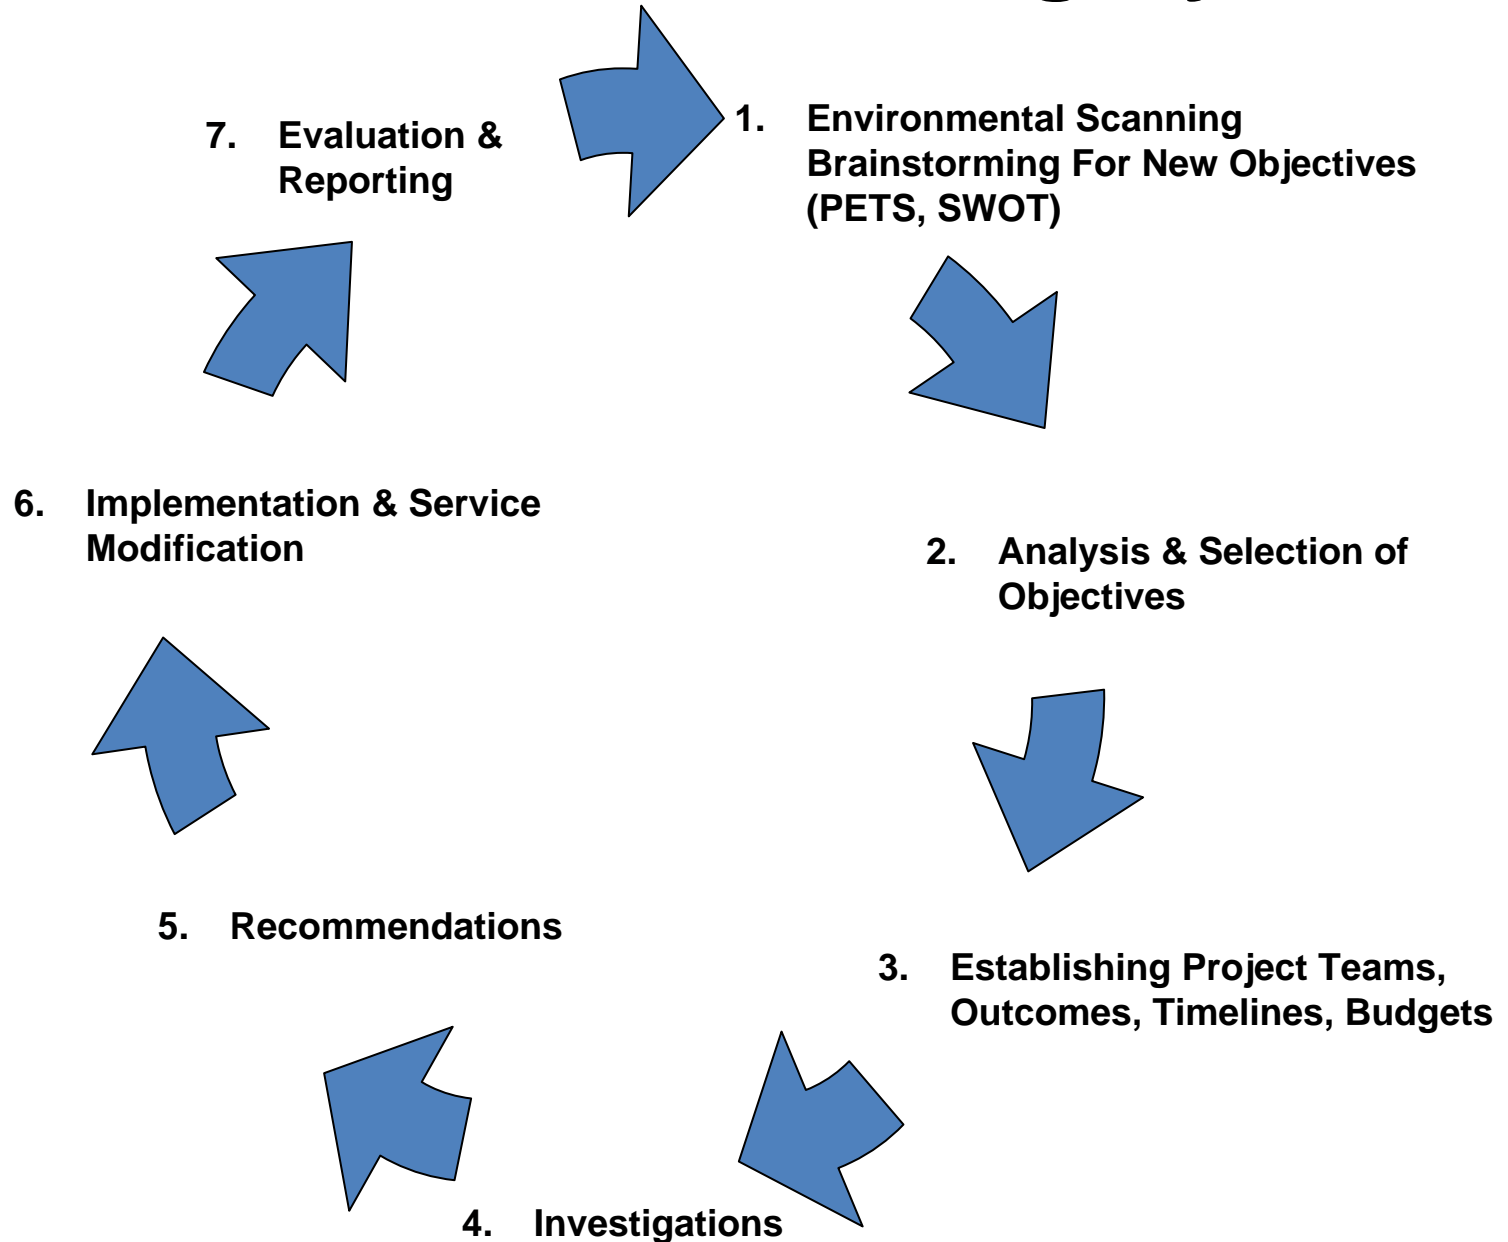 1. Environmental Scanning
Brainstorming For New Objectives
(PETS, SWOT)
2. Analysis & Selection of
Objectives
3. Establishing Project Teams,
Outcomes, Timelines, Budgets
4. Investigations
5. Recommendations
6. Implementation & Service
Modification
7. Evaluation &
Reporting